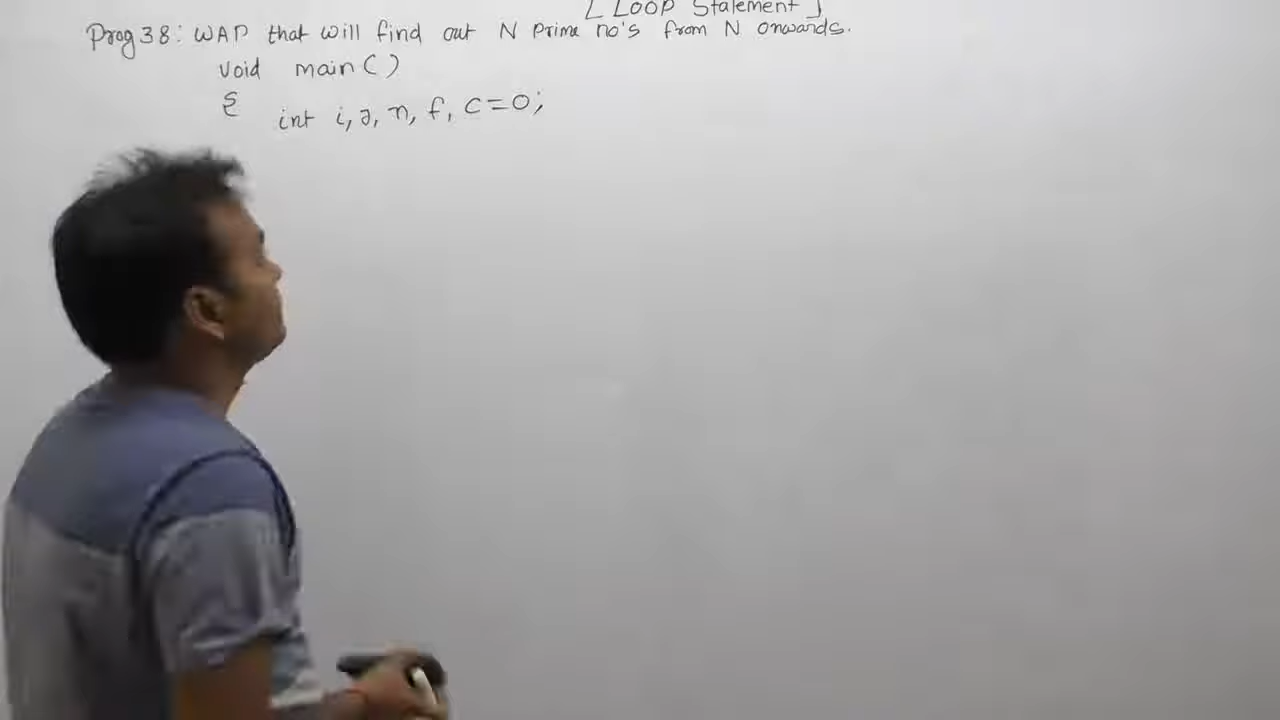 [ Loop Statement ]
Prog 38: WAP that will find out N Prime no's from N onwards.
void main()
{
int i, j, n, f, c=0;